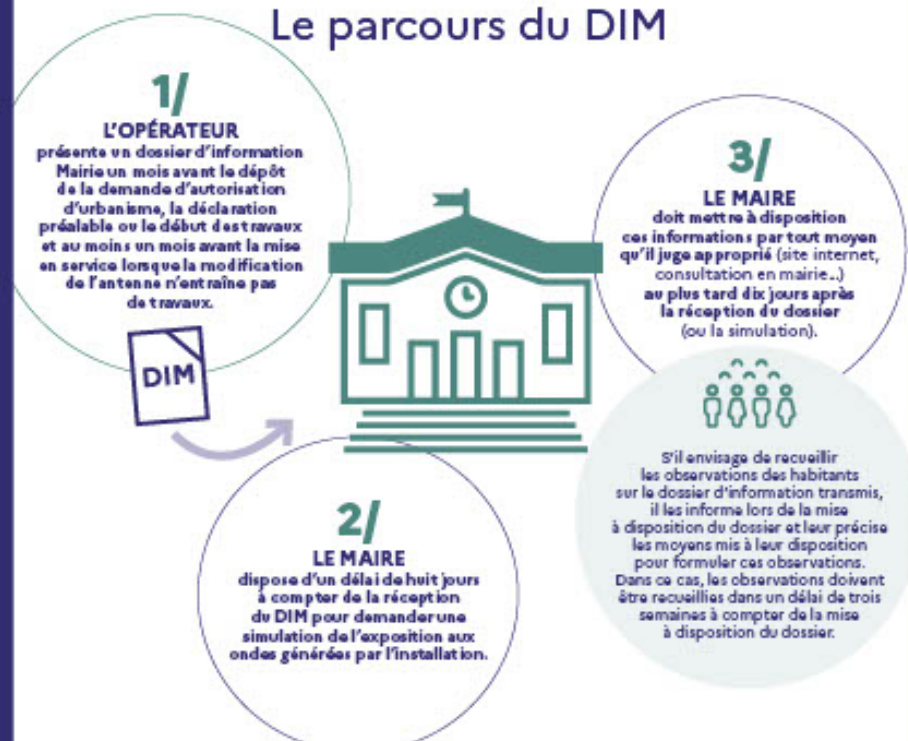 Le parcours du DIM
1/
L'OPÉRATEUR
présente un dossier d'information
Mairie un mois avant le dépôt
de la demande d'autorisation
d'urbanisme, la déclaration
préalable ou le début des travaux
et au moins un mois avant la mise
en service lorsque la modification
de l'antenne n'entraîne pas
de travaux.
DIM
2/
LE MAIRE
dispose d'un délai de huit jours
à compter de la réception
du DIM pour demander une
simulation de l'exposition aux
ondes générées par l'installation.
3/
LE MAIRE
doit mettre à disposition
ces informations par tout moyen
qu'il juge approprié (site internet,
consultation en mairie...)
au plus tard dix jours après
la réception du dossier
(ou la simulation).
S'il envisage de recueillir
les observations des habitants
sur le dossier d'information transmis,
il les informe lors de la mise
à disposition du dossier et leur précise
les moyens mis à leur disposition
pour formuler ces observations.
Dans ce cas, les observations doivent
être recueillies dans un délai de trois
semaines à compter de la mise
à disposition du dossier.